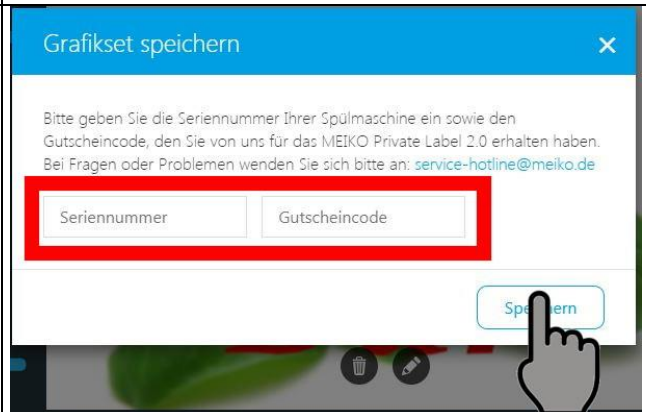 Grafikset speichern
Bitte geben Sie die Seriennummer Ihrer Spülmaschine ein sowie den
Gutscheincode, den Sie von uns für das MEIKO Private Label 2.0 erhalten haben.
Bei Fragen oder Problemen wenden Sie sich bitte an: service-hotline@meiko.de
Seriennummer Gutscheincode